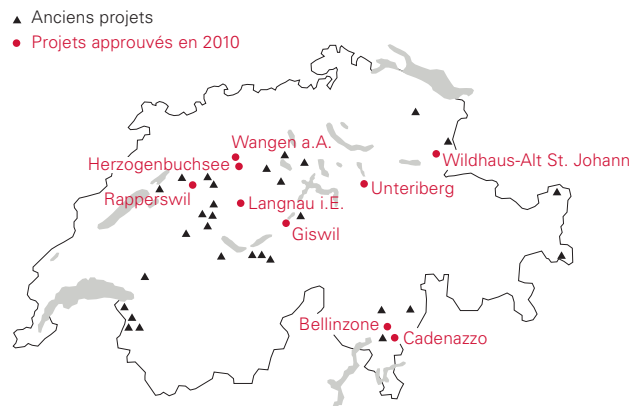 Anciens projets
Projets approuvés en 2010
Wangen a.A.
Herzogenbuchsee
Wildhaus-Alt St. Johann
Rapperswil
Unteriberg
Langnau i.E.
Giswil
Bellinzone
Cadenazzo